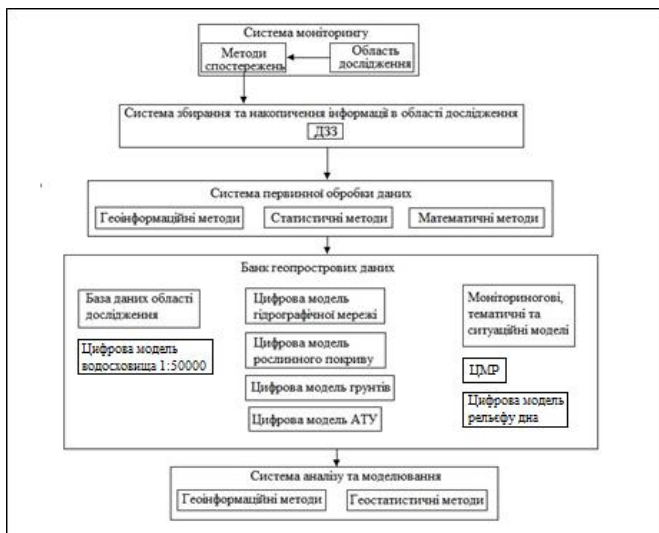 Система моніторингу
Методи
спостережень
Область
дослідження
Система збирання та накопичення інформації в області дослідження
ДЗЗ
Система первинної обробки даних
Геоінформаційні методи
Статистичні методи
Математичні методи
Банк геопрострових даних
База даних області
дослідження
Цифрова модель
водосховища 1:50000
Цифрова модель
гідрографічної мережі
Цифрова модель
рослинного покриву
Цифрова модель ґрунтів
Цифрова модель АТУ
Моніториногові,
тематичні та
ситуаційні моделі
ЦМР
Цифрова модель
рельєфу дна
Система аналізу та моделювання
Геоінформаційні методи
Геостатистичні методи